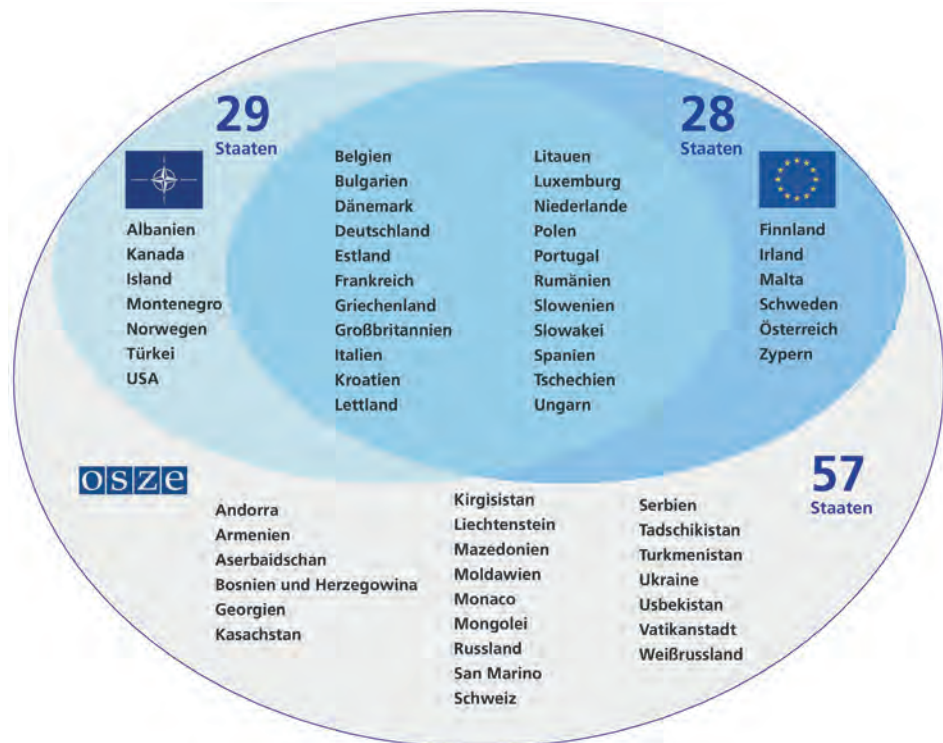 29
Staaten
Albanien
Kanada
Island
Montenegro
Norwegen
Türkei
USA
Belgien
Bulgarien
Dänemark
Deutschland
Estland
Frankreich
Griechenland
Großbritannien
Italien
Kroatien
Lettland
Litauen
Luxemburg
Niederlande
Polen
Portugal
Rumänien
Slowenien
Slowakei
Spanien
Tschechien
Ungarn
28
Staaten
Finnland
Irland
Malta
Schweden
Österreich
Zypern
osze
57
Staaten
Andorra
Armenien
Aserbaidschan
Bosnien und Herzegowina
Georgien
Kasachstan
Kirgisistan
Liechtenstein
Mazedonien
Moldawien
Monaco
Mongolei
Russland
San Marino
Schweiz
Serbien
Tadschikistan
Turkmenistan
Ukraine
Usbekistan
Vatikanstadt
Weißrussland